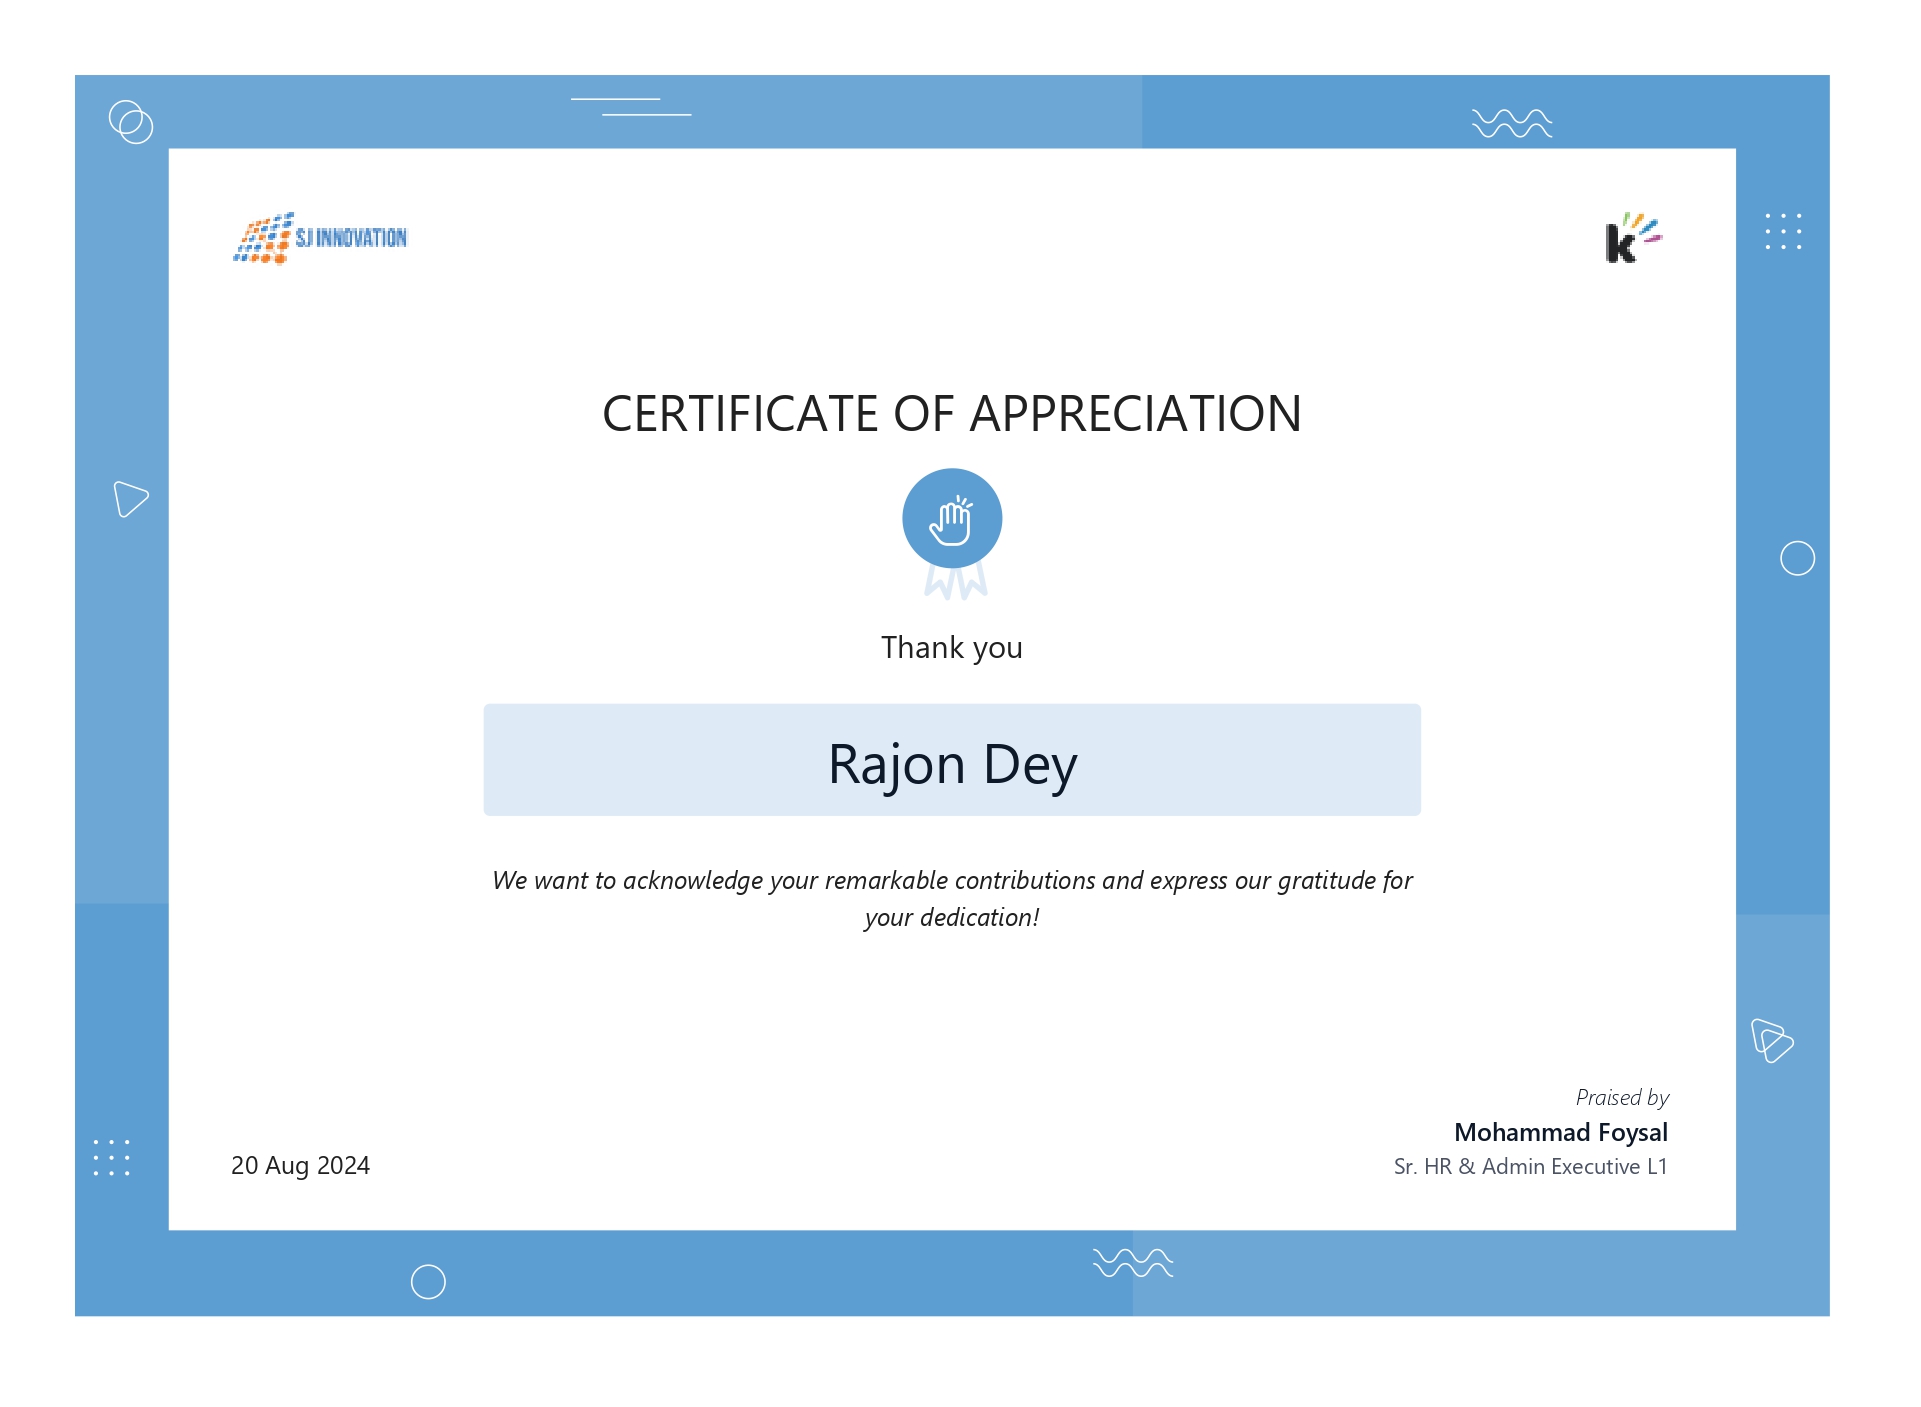 SJ INNOVATION
k
CERTIFICATE OF APPRECIATION
Thank you
Rajon Dey
We want to acknowledge your remarkable contributions and express our gratitude for
your dedication!
Praised by
Mohammad Foysal
20 Aug 2024
Sr. HR & Admin Executive L1